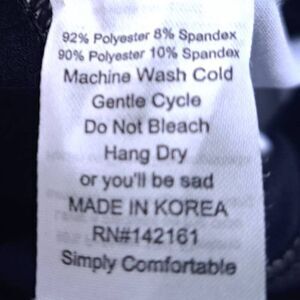 92% Polyester 8% Spandex
90% Polyester 10% Spandex
Machine Wash Cold
Gentle Cycle
Do Not Bleach
Hang Dry
or you'll be sad
MADE IN KOREA
RN#142161
Simply Comfortable